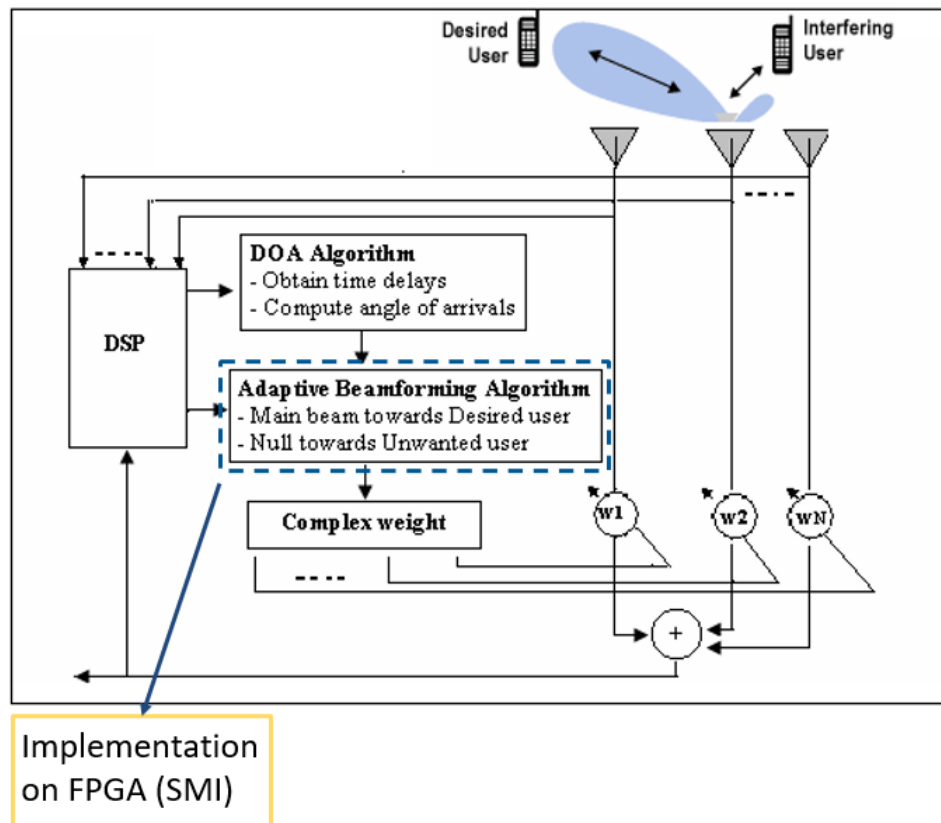 Desired
User
Interfering
User
DOA Algorithm
- Obtain time delays
- Compute angle of arrivals
DSP
Adaptive Beamforming Algorithm
- Main beam towards Desired user
- Null towards Unwanted user
Complex weight
w1
w2
wN
+
Implementation
on FPGA (SMI)